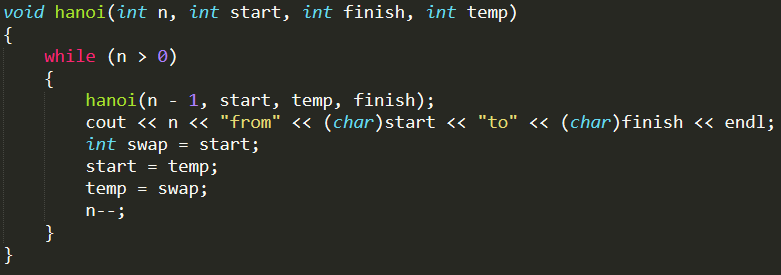 void hanoi(int n, int start, int finish, int temp)
{
    while (n > 0)
    {
        hanoi(n - 1, start, temp, finish);
        cout << n << "from" << (char)start << "to" << (char)finish << endl;
        int swap = start;
        start = temp;
        temp = swap;
        n--;
    }
}